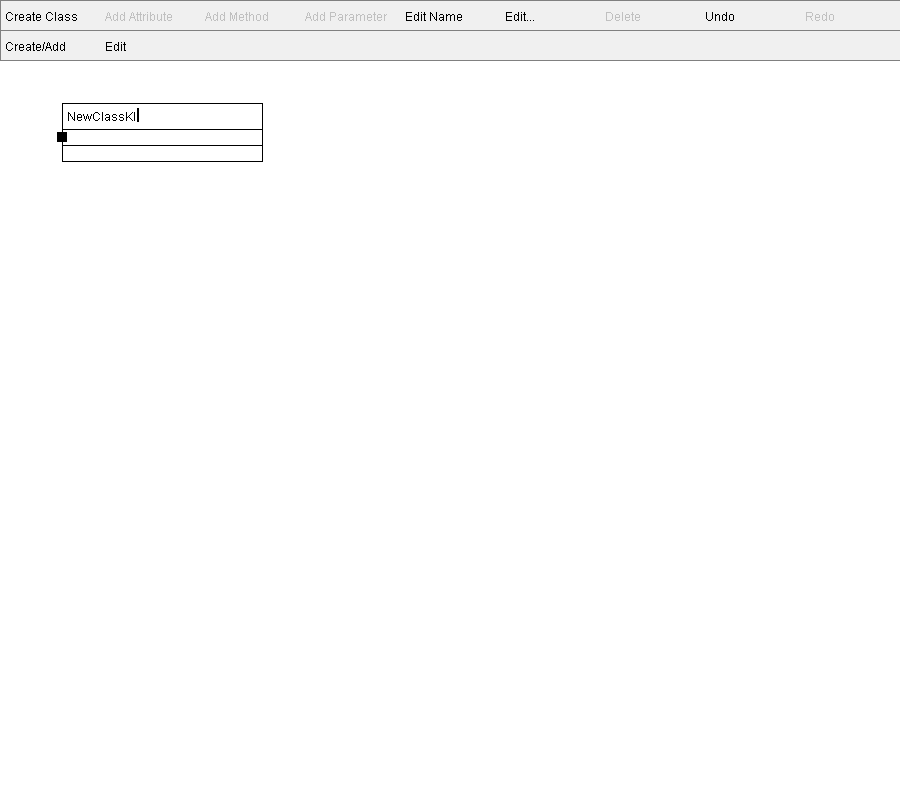 Create Class Add Attribute Add Method Add Parameter Edit Name Edit... Delete Undo Redo
Create/Add Edit
NewClassKl